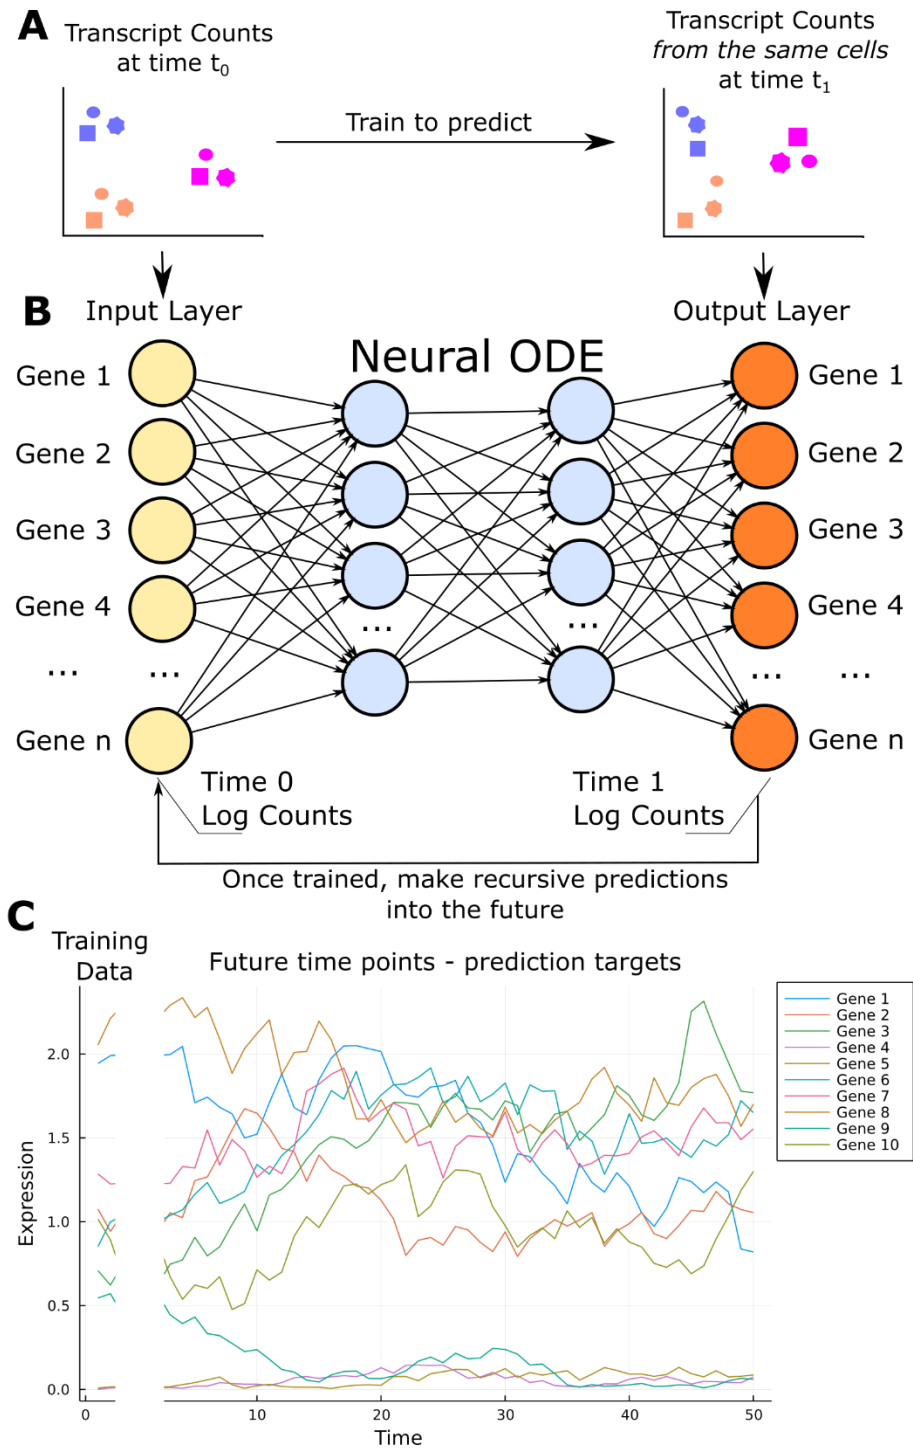 A
Transcript Counts
at time t0
Train to predict
Transcript Counts
from the same cells
at time t1
B
Input Layer
Neural ODE
Output Layer
Gene 1
Gene 2
Gene 3
Gene 4
...
Gene n
...
...
...
...
...
Gene 1
Gene 2
Gene 3
Gene 4
Gene n
Time 0
Log Counts
Time 1
Log Counts
Once trained, make recursive predictions
into the future
C
Training
Data
Future time points - prediction targets
Expression
2.0
1.5
1.0
0.5
0.0
0
10
20
30
40
50
Time
Gene 1
Gene 2
Gene 3
Gene 4
Gene 5
Gene 6
Gene 7
Gene 8
Gene 9
Gene 10